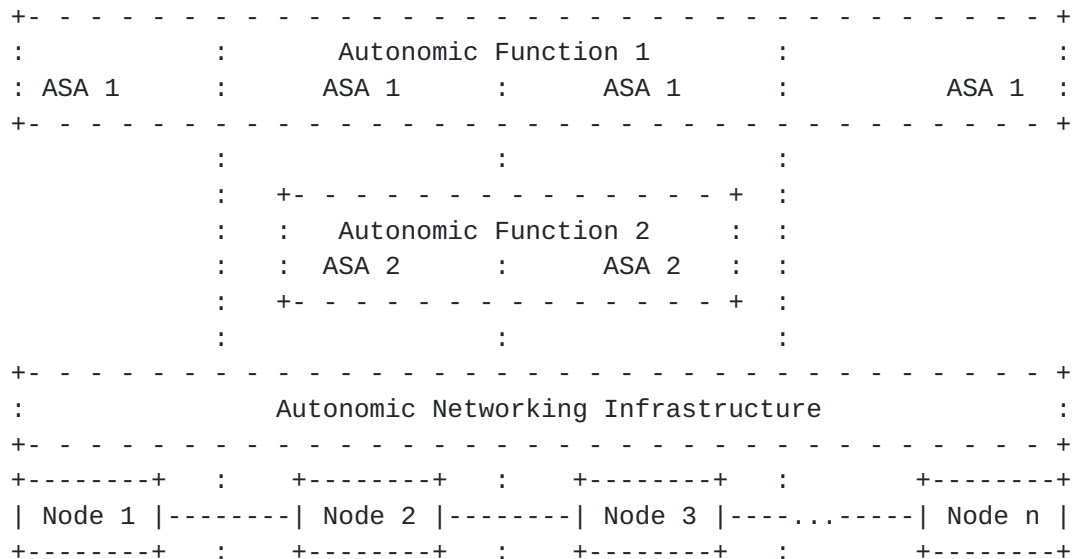 +- - - - - - - - - - - - - - - - - - - - - - - - - - - - - - - - - +
:            :       Autonomic Function 1        :                 :
: ASA 1      :      ASA 1      :      ASA 1      :          ASA 1  :
+- - - - - - - - - - - - - - - - - - - - - - - - - - - - - - - - - +
             :                 :                 :
             :   +- - - - - - - - - - - - - - +  :
             :   :   Autonomic Function 2     :  :
             :   :  ASA 2      :      ASA 2   :  :
             :   +- - - - - - - - - - - - - - +  :
             :                 :                 :
+- - - - - - - - - - - - - - - - - - - - - - - - - - - - - - - - - +
:                Autonomic Networking Infrastructure               :
+- - - - - - - - - - - - - - - - - - - - - - - - - - - - - - - - - +
+--------+   :    +--------+   :    +--------+   :        +--------+
| Node 1 |--------| Node 2 |--------| Node 3 |----...-----| Node n |
+--------+   :    +--------+   :    +--------+   :        +--------+